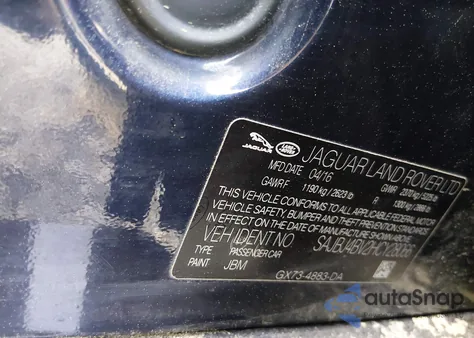 JAGUAR LAND ROVER JAGUAR LAND ROVER LTD
MFD DATE 04/16
GAWR F 1190 kg / 2623 lb R
THIS VEHICLE CONFORMS TO ALL APPLICABLE FEDERAL MOTOR
VEHICLE SAFETY BUMPER AND THEFT PREVENTION STANDARDS
IN EFFECT ON THE DATE OF MANUFACTURE SHOWN ABOVE
VEH IDENT NO
TYPE PASSENGER CAR
PAINT JBM
GX73-4883-DA
autoSnap